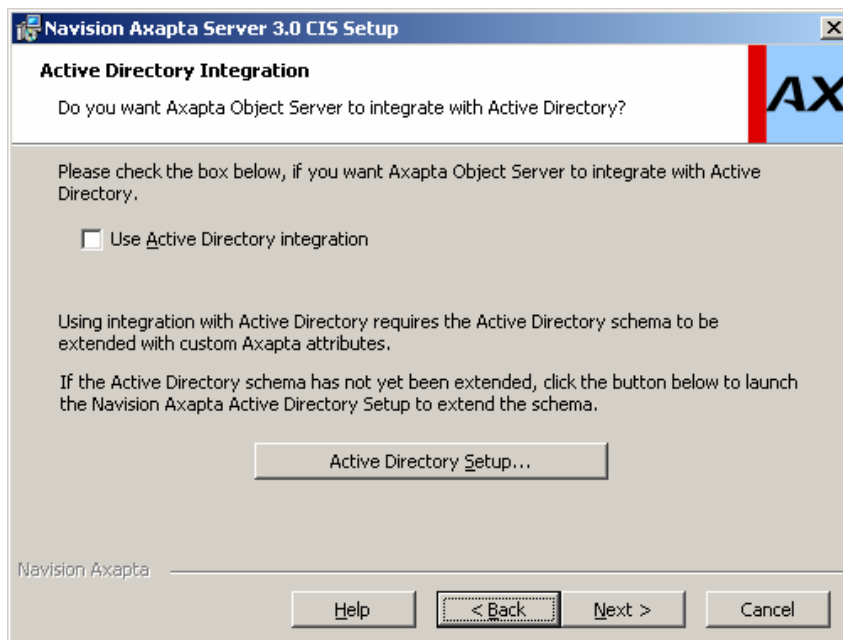 Navision Axapta Server 3.0 CIS Setup
Active Directory Integration
Do you want Axapta Object Server to integrate with Active Directory?
AX
Please check the box below, if you want Axapta Object Server to integrate with Active
Directory.
Use Active Directory integration
Using integration with Active Directory requires the Active Directory schema to be
extended with custom Axapta attributes.
If the Active Directory schema has not yet been extended, click the button below to launch
the Navision Axapta Active Directory Setup to extend the schema.
Active Directory Setup...
Navision Axapta
Help < Back Next > Cancel